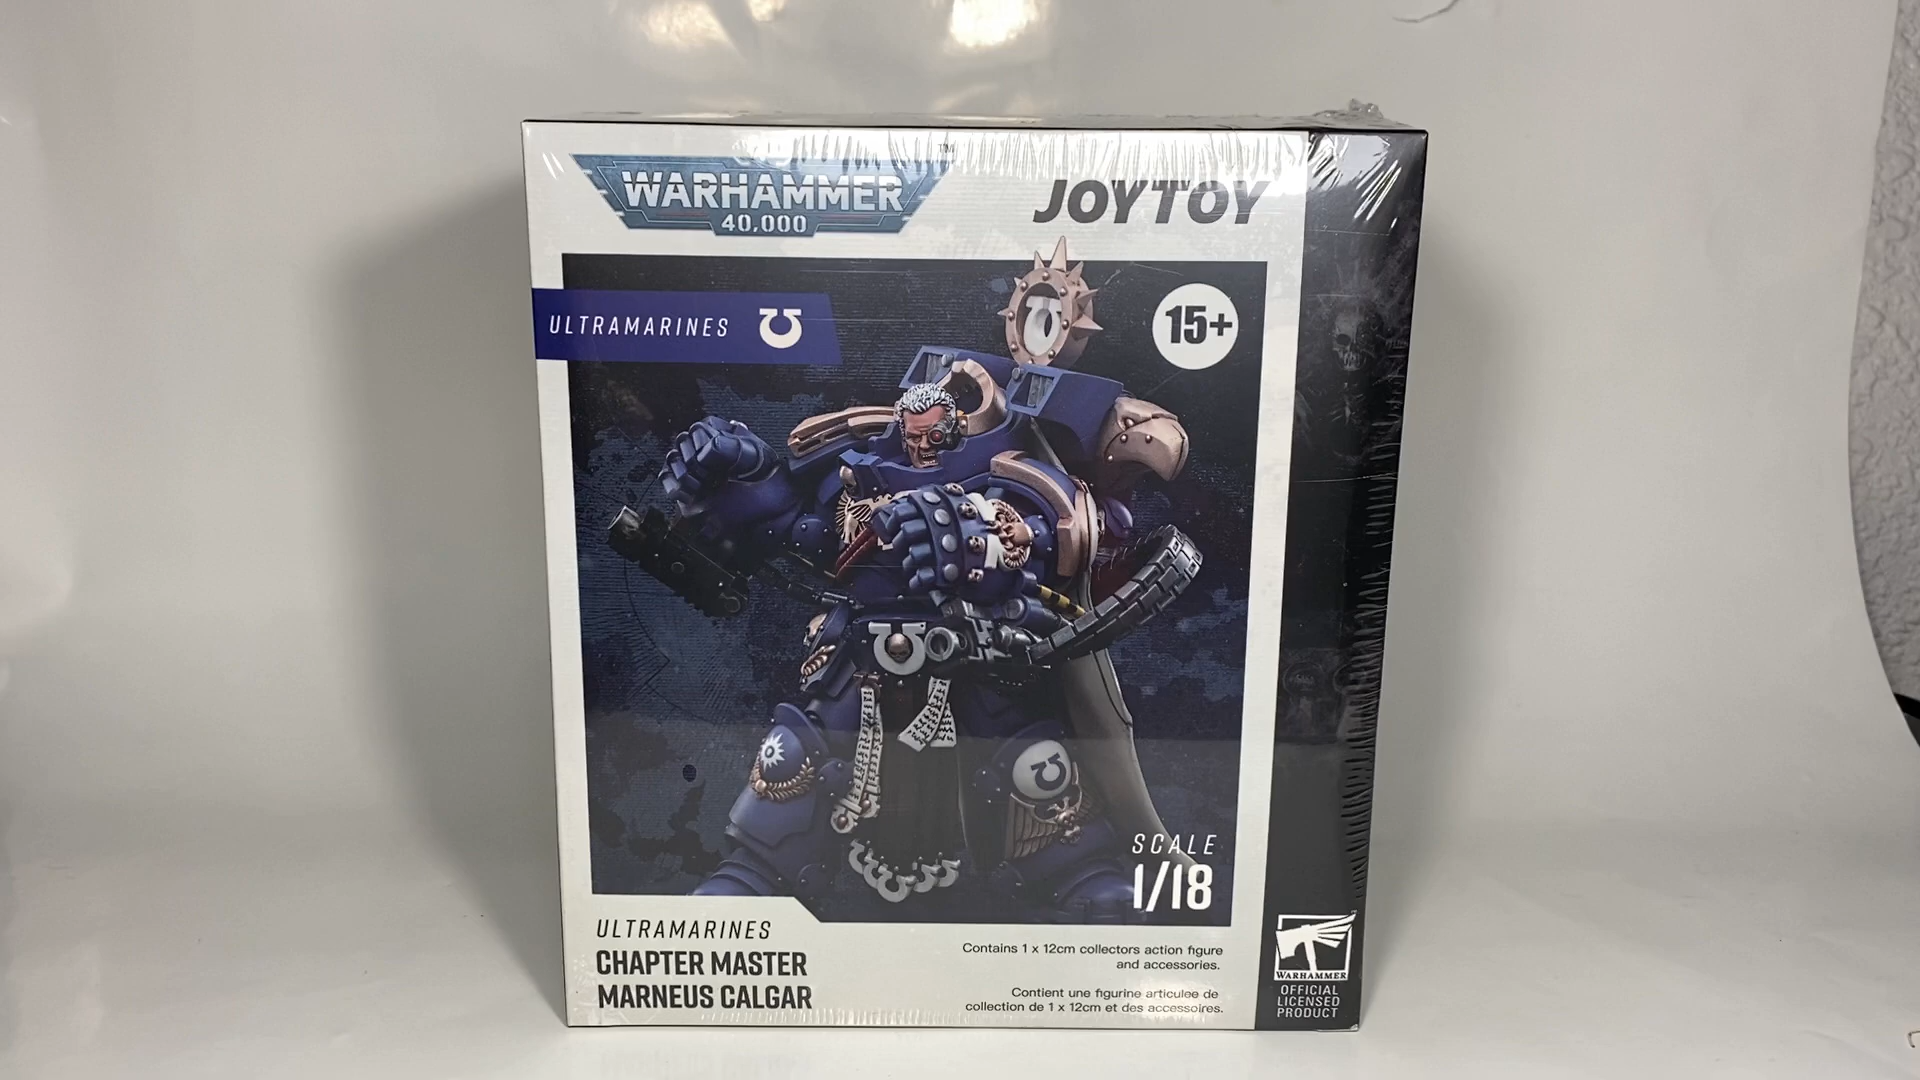 WARHAMMER
40,000
TM
JOYTOY
ULTRAMARINES
15+
SCALE
1/18
ULTRAMARINES
CHAPTER MASTER
MARNEUS CALGAR
Contains 1 x 12cm collectors action figure
and accessories.
Contient une figurine articulee de
collection de 1 x 12cm et des accessoires.
WARHAMMER
OFFICIAL
LICENSED
PRODUCT